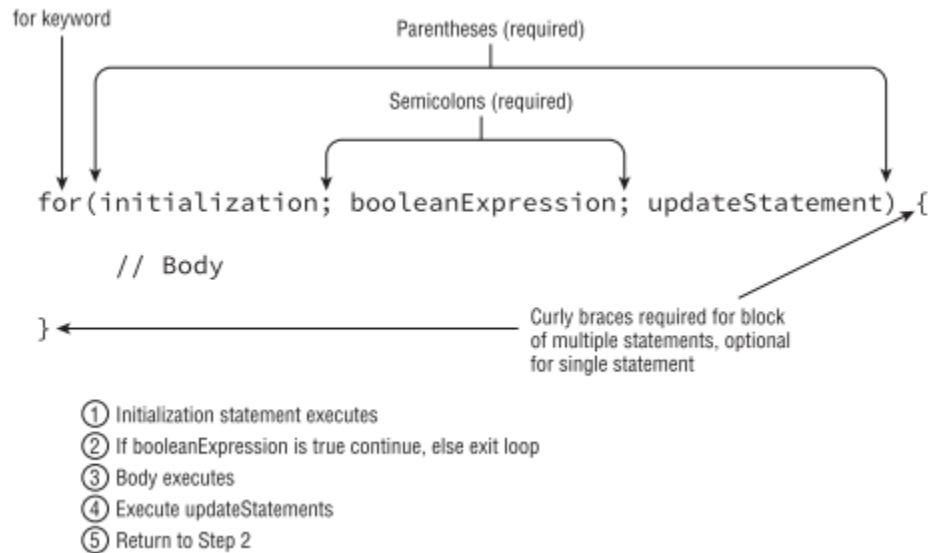 for keyword
Parentheses (required)
Semicolons (required)
for(initialization; booleanExpression; updateStatement) {
// Body
}
Curly braces required for block
of multiple statements, optional
for single statement
1 Initialization statement executes
2 If booleanExpression is true continue, else exit loop
3 Body executes
4 Execute updateStatements
5 Return to Step 2